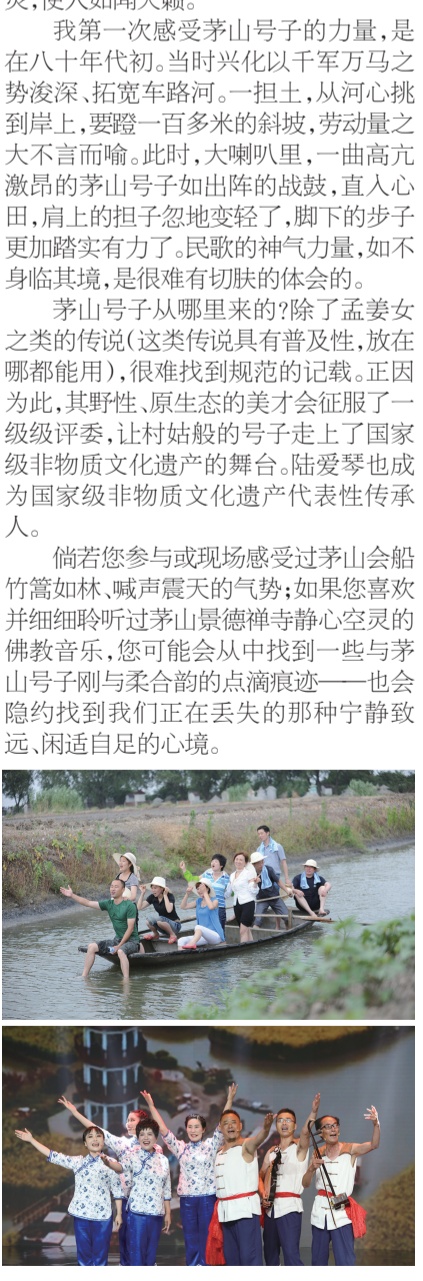 灵,使人如闻天籁。
我第一次感受茅山号子的力量,是
在八十年代初。当时兴化以千军万马之
势浚深、拓宽车路河。一担土,从河心挑
到岸上,要蹬一百多米的斜坡,劳动量之
大不言而喻。此时,大喇叭里,一曲高亢
激昂的茅山号子如出阵的战鼓,直入心
田,肩上的担子忽地变轻了,脚下的步子
更加踏实有力了。民歌的神气力量,如不
身临其境,是很难有切肤的体会的。
茅山号子从哪里来的?除了孟姜女
之类的传说(这类传说具有普及性,放在
哪都能用),很难找到规范的记载。正因
为此,其野性、原生态的美才会征服了一
级级评委,让村姑般的号子走上了国家
级非物质文化遗产的舞台。陆爱琴也成
为国家级非物质文化遗产代表性传承
人。
倘若您参与或现场感受过茅山会船
竹篙如林、喊声震天的气势;如果您喜欢
并细细聆听过茅山景德禅寺静心空灵的
佛教音乐,您可能会从中找到一些与茅
山号子刚与柔合韵的点滴痕迹——也会
隐约找到我们正在丢失的那种宁静致
远、闲适自足的心境。